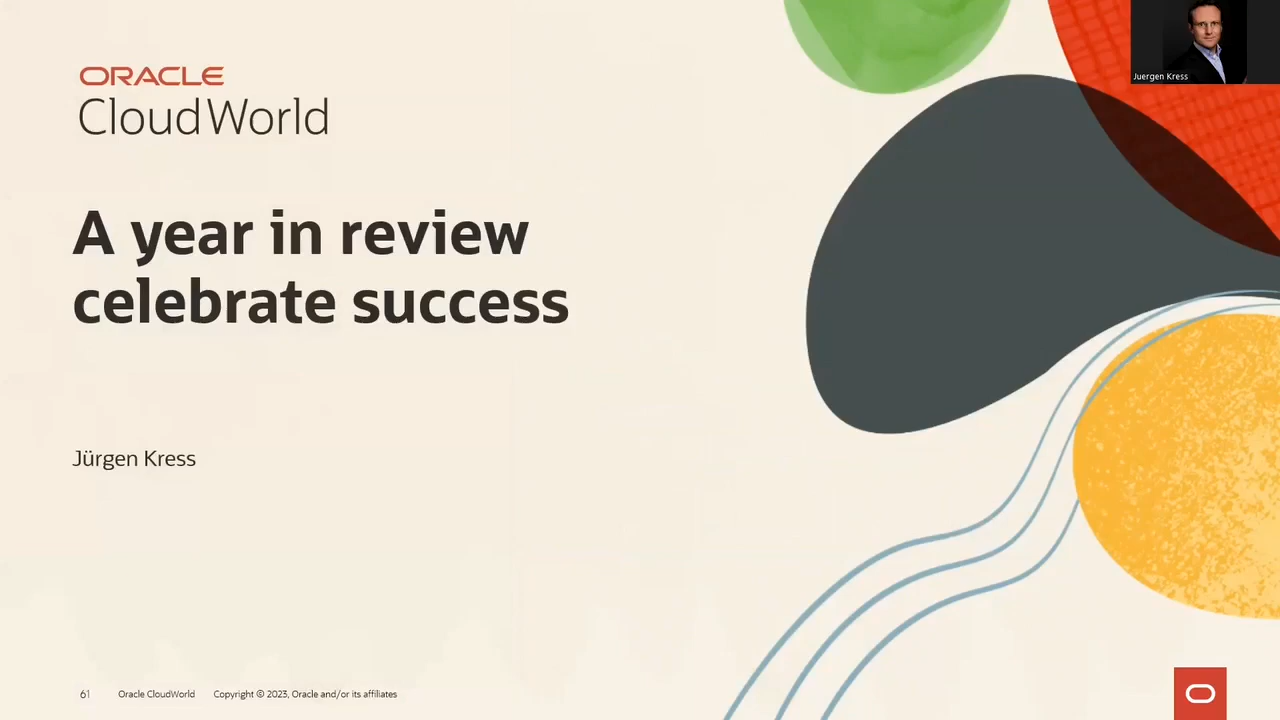 ORACLE
CloudWorld
Juergen Kress
A year in review
celebrate success
Jürgen Kress
61 Oracle CloudWorld Copyright © 2023, Oracle and/or its affiliates